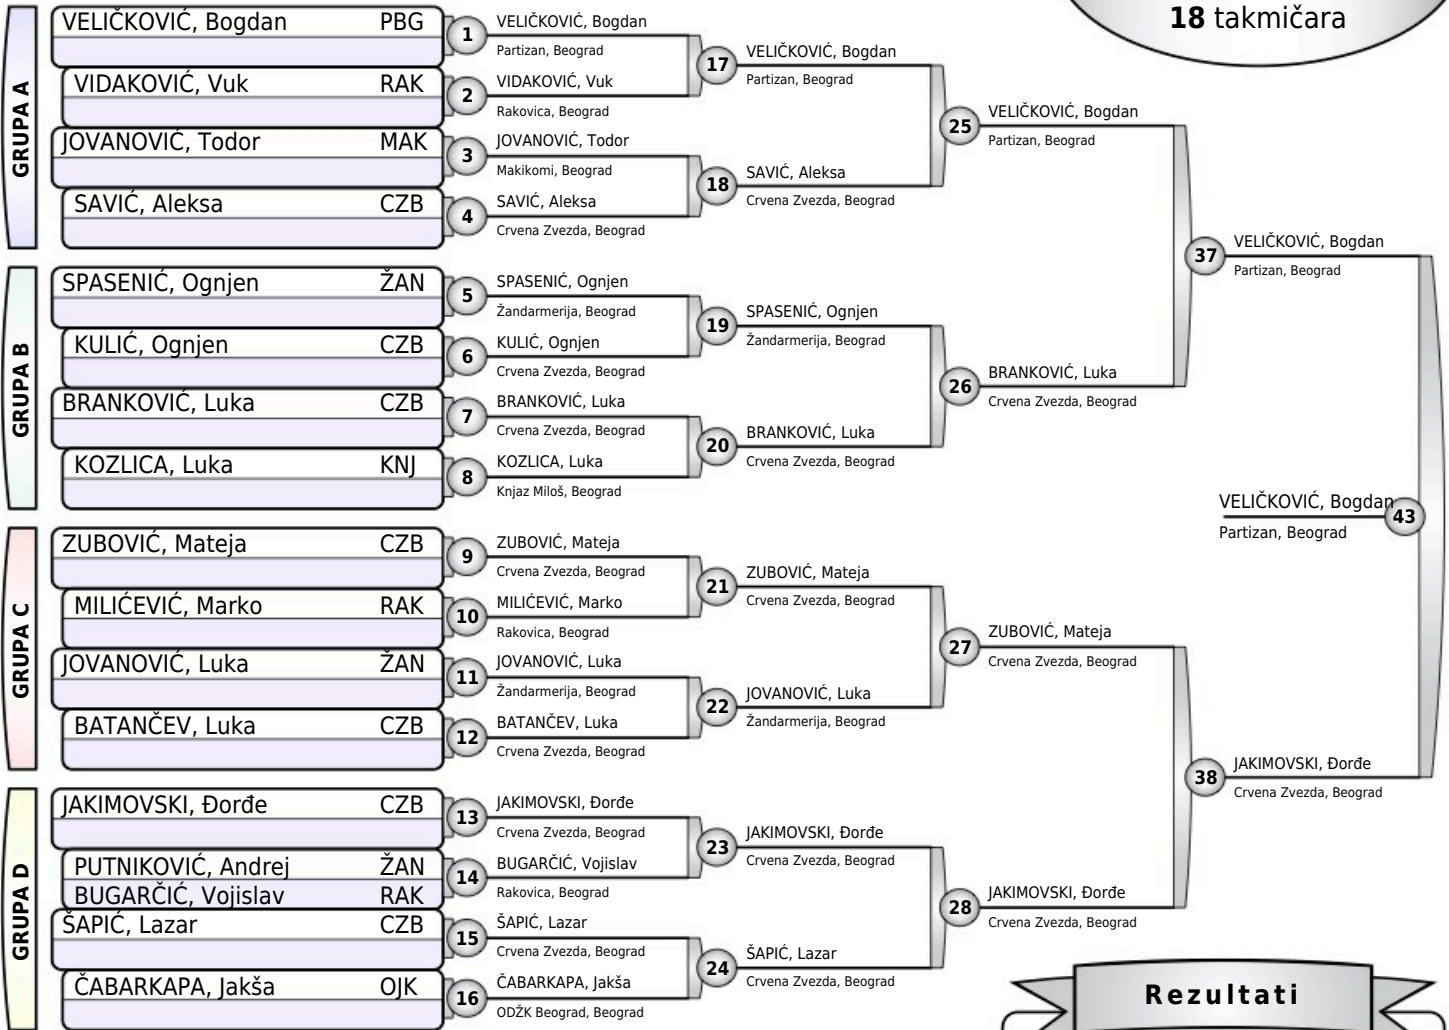 18 takmičara
GRUPA A
VELIČKOVIĆ, Bogdan PBG
VIDAKOVIĆ, Vuk RAK
JOVANOVIĆ, Todor MAK
SAVIĆ, Aleksa CZB
GRUPA B
SPASENIĆ, Ognjen ŽAN
KULIĆ, Ognjen CZB
BRANKOVIĆ, Luka CZB
KOZLICA, Luka KNJ
GRUPA C
ZUBOVIĆ, Mateja CZB
MILIĆEVIĆ, Marko RAK
JOVANOVIĆ, Luka ŽAN
BATANČEV, Luka CZB
GRUPA D
JAKIMOVSKI, Đorđe CZB
PUTNIKOVIĆ, Andrej ŽAN
BUGARČIĆ, Vojislav RAK
ŠAPIĆ, Lazar CZB
ČABARKAPA, Jakša OJK
1
VELIČKOVIĆ, Bogdan
Partizan, Beograd
2
VIDAKOVIĆ, Vuk
Rakovica, Beograd
3
JOVANOVIĆ, Todor
Makikomi, Beograd
4
SAVIĆ, Aleksa
Crvena Zvezda, Beograd
5
SPASENIĆ, Ognjen
Žandarmerija, Beograd
6
KULIĆ, Ognjen
Crvena Zvezda, Beograd
7
BRANKOVIĆ, Luka
Crvena Zvezda, Beograd
8
KOZLICA, Luka
Knjaz Miloš, Beograd
9
ZUBOVIĆ, Mateja
Crvena Zvezda, Beograd
10
MILIĆEVIĆ, Marko
Rakovica, Beograd
11
JOVANOVIĆ, Luka
Žandarmerija, Beograd
12
BATANČEV, Luka
Crvena Zvezda, Beograd
13
JAKIMOVSKI, Đorđe
Crvena Zvezda, Beograd
14
BUGARČIĆ, Vojislav
Rakovica, Beograd
15
ŠAPIĆ, Lazar
Crvena Zvezda, Beograd
16
ČABARKAPA, Jakša
ODŽK Beograd, Beograd
17
VELIČKOVIĆ, Bogdan
Partizan, Beograd
18
SAVIĆ, Aleksa
Crvena Zvezda, Beograd
19
SPASENIĆ, Ognjen
Žandarmerija, Beograd
20
BRANKOVIĆ, Luka
Crvena Zvezda, Beograd
21
ZUBOVIĆ, Mateja
Crvena Zvezda, Beograd
22
JOVANOVIĆ, Luka
Žandarmerija, Beograd
23
JAKIMOVSKI, Đorđe
Crvena Zvezda, Beograd
24
ŠAPIĆ, Lazar
Crvena Zvezda, Beograd
25
VELIČKOVIĆ, Bogdan
Partizan, Beograd
26
BRANKOVIĆ, Luka
Crvena Zvezda, Beograd
27
ZUBOVIĆ, Mateja
Crvena Zvezda, Beograd
28
JAKIMOVSKI, Đorđe
Crvena Zvezda, Beograd
37
VELIČKOVIĆ, Bogdan
Partizan, Beograd
38
JAKIMOVSKI, Đorđe
Crvena Zvezda, Beograd
VELIČKOVIĆ, Bogdan
43
Partizan, Beograd
Rezultati